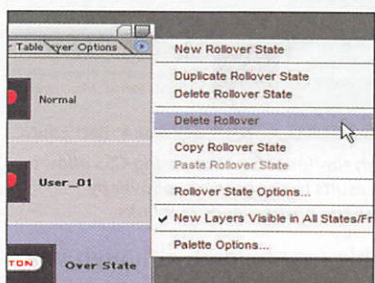 r Table
yer Options
New Rollover State
Duplicate Rollover State
Delete Rollover State
Delete Rollover
Copy Rollover State
Paste Rollover State
Rollover State Options...
New Layers Visible in All States/Fr
Palette Options...
Normal
User_01
TON
Over State